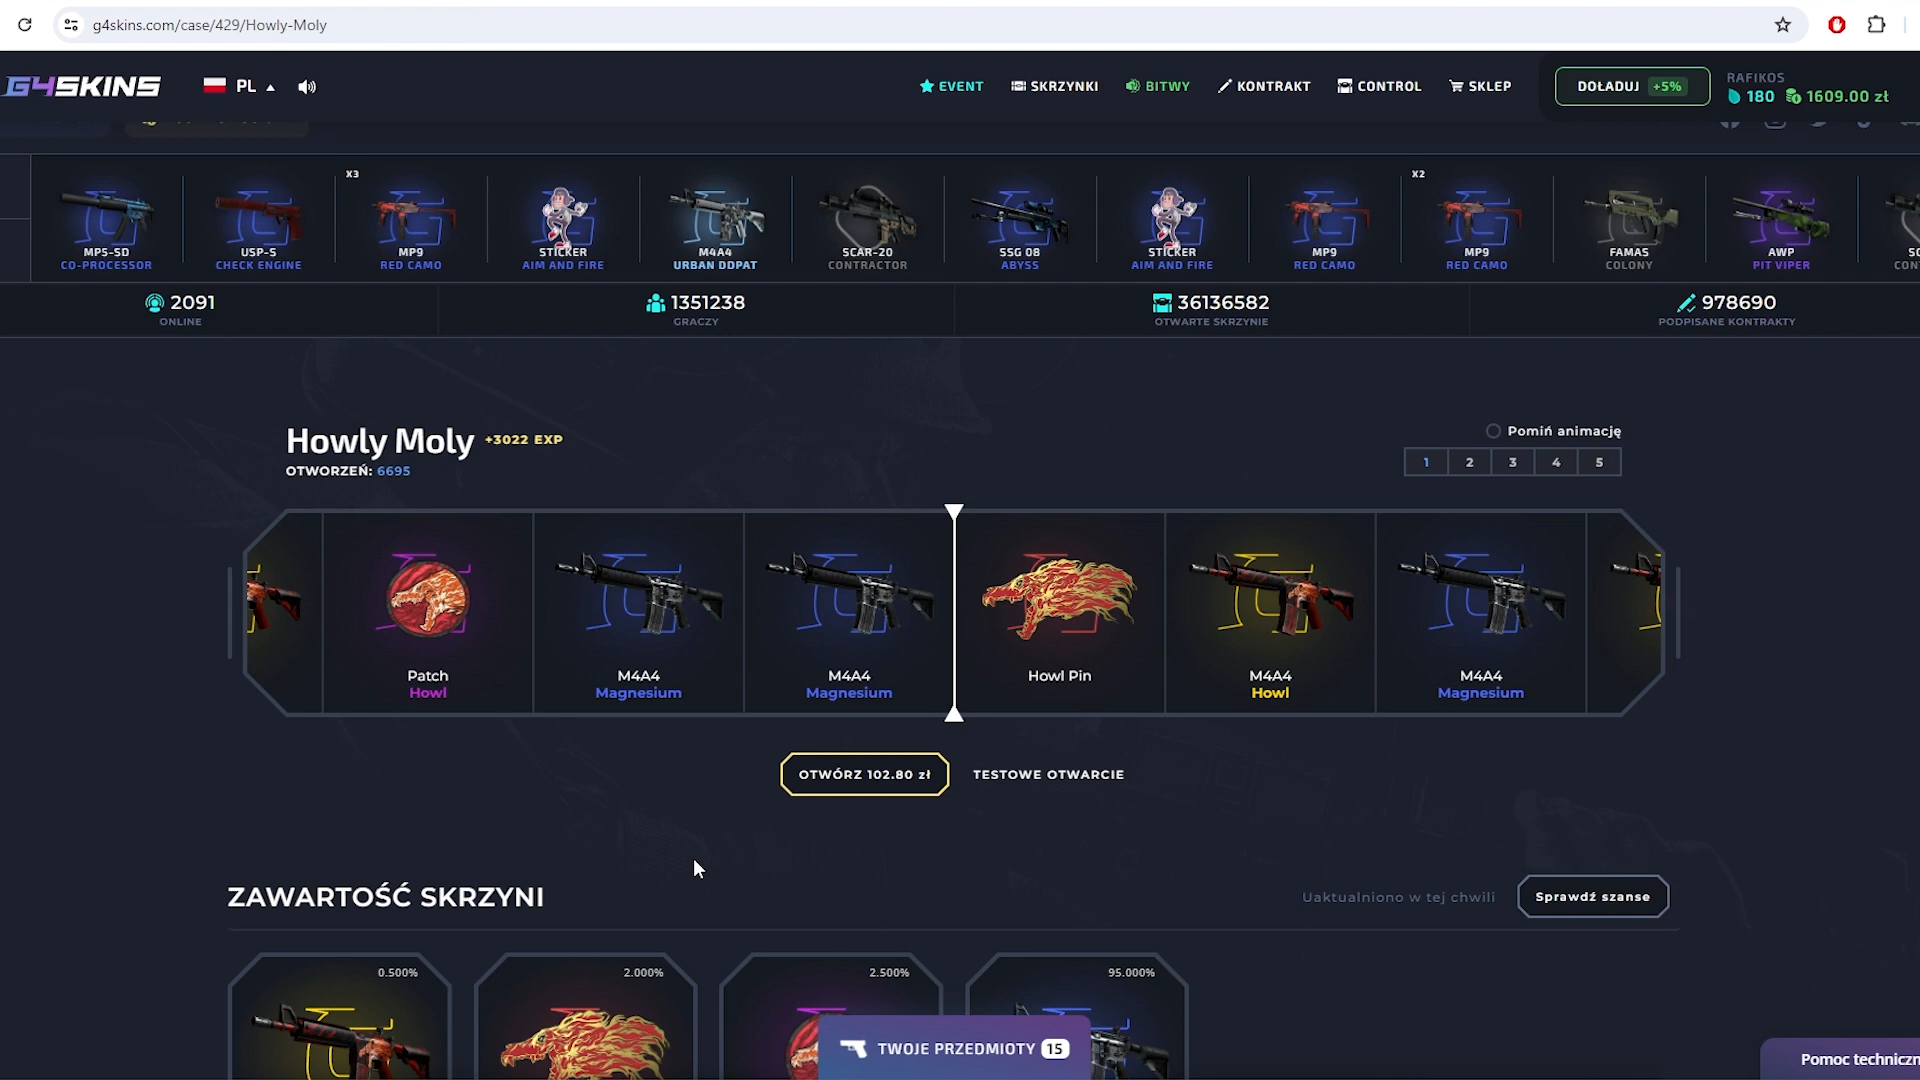 g4skins.com/case/429/Howly-Moly
G4SKINS
PL
EVENT
SKRZYNKI
BITWY
KONTRAKT
CONTROL
SKLEP
DOŁADUJ +5%
RAFIKOS
180 1609.00 zł
MP5-SD
CO-PROCESSOR
USP-S
CHECK ENGINE
X3
MP9
RED CAMO
STICKER
AIM AND FIRE
M4A4
URBAN DDPAT
SCAR-20
CONTRACTOR
SSG 08
ABYSS
STICKER
AIM AND FIRE
MP9
RED CAMO
X2
MP9
RED CAMO
FAMAS
COLONY
AWP
PIT VIPER
2091
ONLINE
1351238
GRACZY
36136582
OTWARTE SKRZYNIE
978690
PODPISANE KONTRAKTY
Howly Moly +3022 EXP
OTWORZEŃ: 6695
Pomiń animację
1 2 3 4 5
Patch
Howl
M4A4
Magnesium
M4A4
Magnesium
Howl Pin
M4A4
Howl
M4A4
Magnesium
OTWÓRZ 102.80 zł
TESTOWE OTWARCIE
ZAWARTOŚĆ SKRZYNI
Uaktualniono w tej chwili
Sprawdź szanse
0.500%
2.000%
2.500%
95.000%
TWOJE PRZEDMIOTY 15
Pomoc techniczn